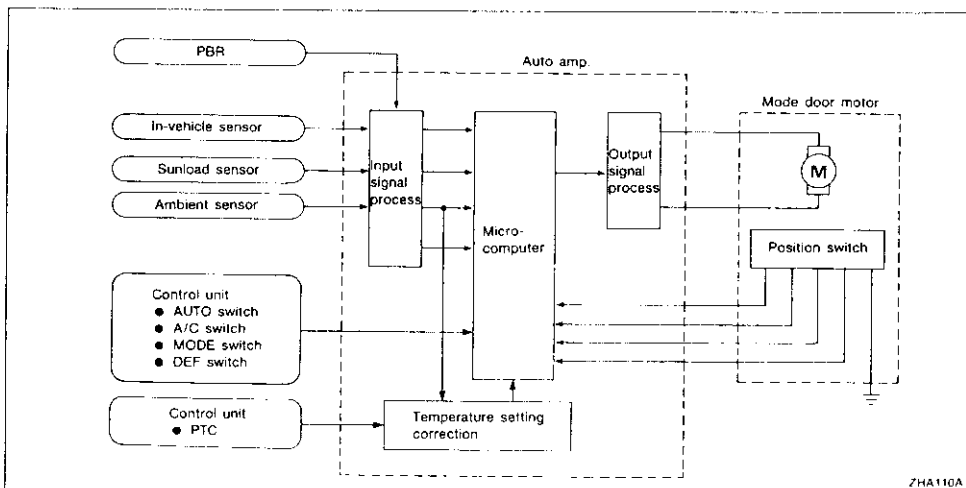 PBR
Auto amp.
Mode door motor
In-vehicle sensor
Sunload sensor
Ambient sensor
Input
signal
process
Micro-
computer
Output
signal
process
M
Position switch
Control unit
● AUTO switch
● A/C switch
● MODE switch
● DEF switch
Control unit
● PTC
Temperature setting
correction
ZHA110A